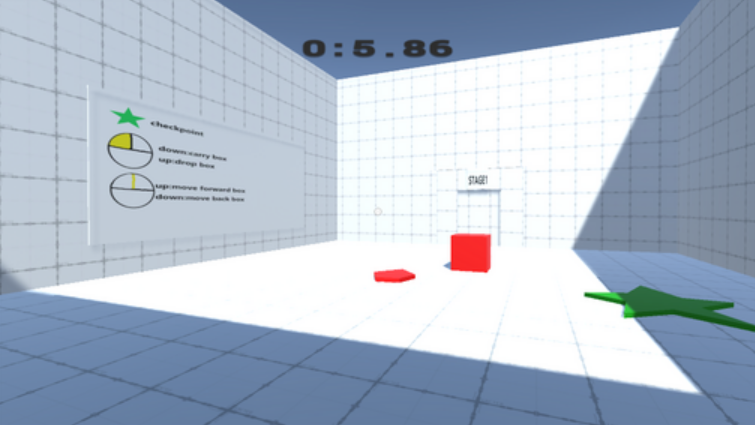 0:5.86
checkpoint
down:carry box
up:drop box
up:move forward box
down:move back box
STAGE1